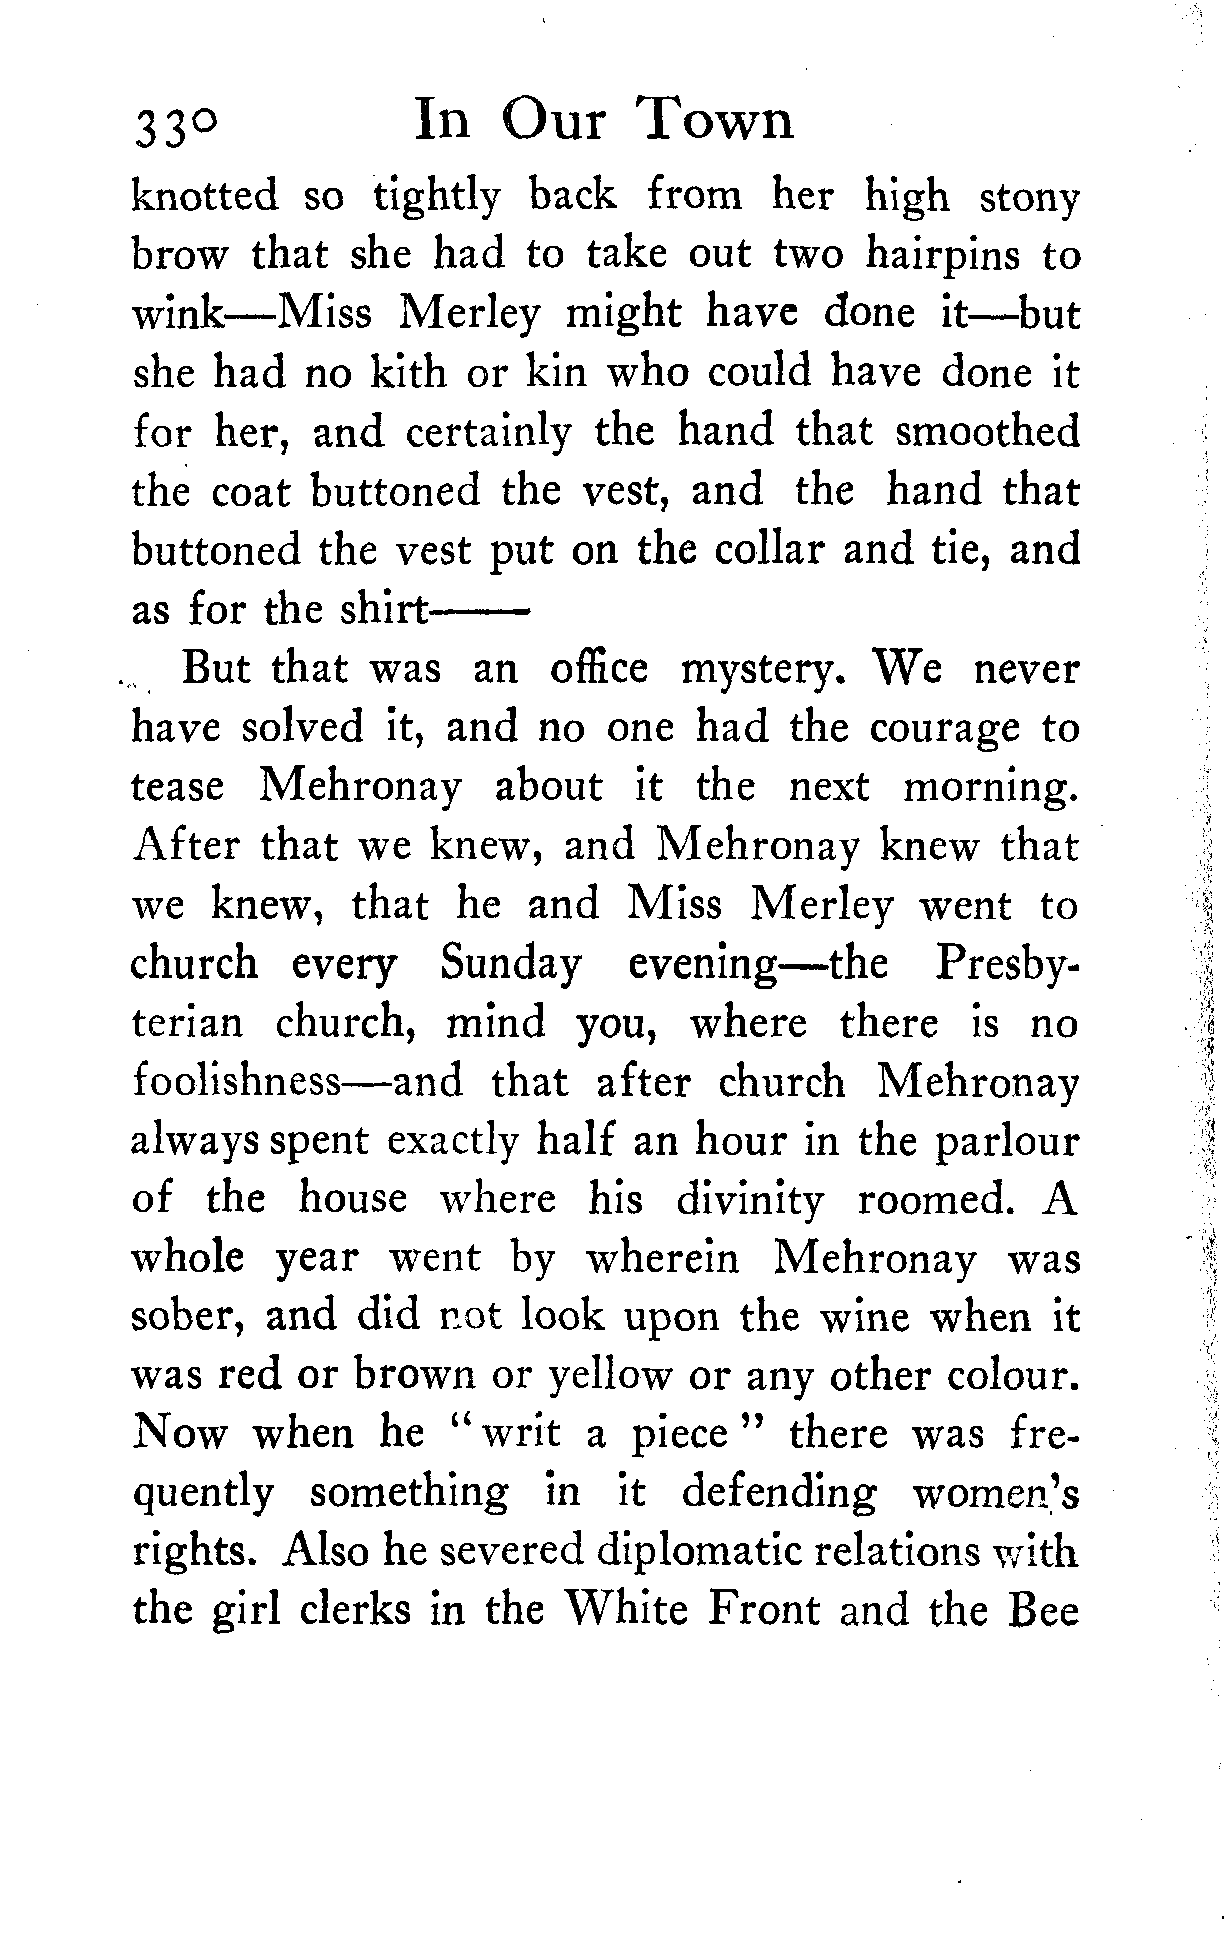 330 In Our Town
knotted so tightly back from her high stony
brow that she had to take out two hairpins to
wink—Miss Merley might have done it—but
she had no kith or kin who could have done it
for her, and certainly the hand that smoothed
the coat buttoned the vest, and the hand that
buttoned the vest put on the collar and tie, and
as for the shirt——
But that was an office mystery. We never
have solved it, and no one had the courage to
tease Mehronay about it the next morning.
After that we knew, and Mehronay knew that
we knew, that he and Miss Merley went to
church every Sunday evening—the Presby-
terian church, mind you, where there is no
foolishness—and that after church Mehronay
always spent exactly half an hour in the parlour
of the house where his divinity roomed. A
whole year went by wherein Mehronay was
sober, and did not look upon the wine when it
was red or brown or yellow or any other colour.
Now when he "writ a piece" there was fre-
quently something in it defending women's
rights. Also he severed diplomatic relations with
the girl clerks in the White Front and the Bee